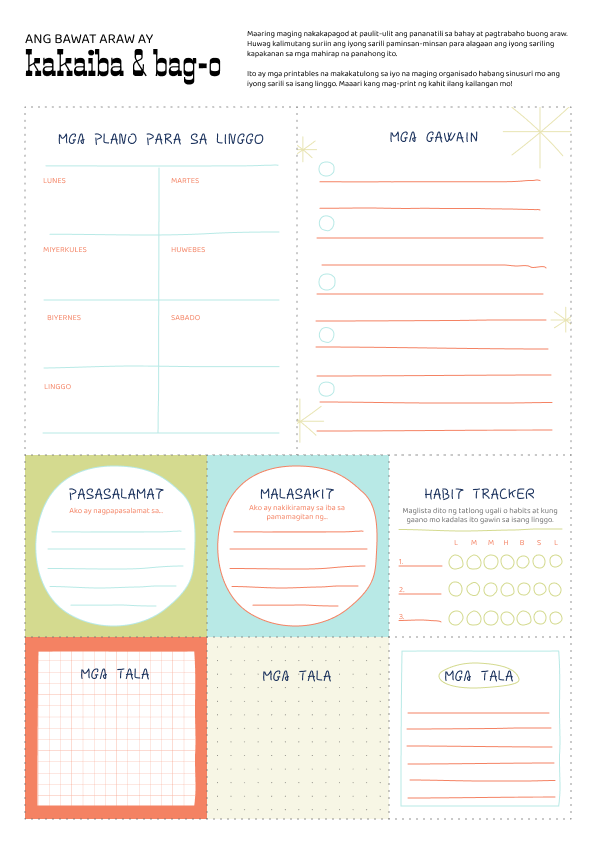 ANG BAWAT ARAW AY
kakaiba & bag-o
Maaring maging nakakapagod at paulit-ulit ang pananatili sa bahay at pagtrabaho buong araw.
Huwag kalimutang suriin ang iyong sarili paminsan-minsan para alagaan ang iyong sariling
kapakanan sa mga mahirap na panahong ito.
Ito ay mga printables na makakatulong sa iyo na maging organisado habang sinusuri mo ang
iyong sarili sa isang linggo. Maaari kang mag-print ng kahit ilang kailangan mo!
MGA PLANO PARA SA LINGGO
LUNES
MARTES
MIYERKULES
HUWEBES
BIYERNES
SABADO
LINGGO
MGA GAWAIN
PASASALAMAT
Ako ay nagpapasalamat sa...
MALASAKIT
Ako ay nakikiramay sa iba sa
pamamagitan ng...
HABIT TRACKER
Maglista dito ng tatlong ugali o habits at kung
gaano mo kadalas ito gawin sa isang linggo.
L M M H B S L
1.
2.
3.
MGA TALA
MGA TALA
MGA TALA